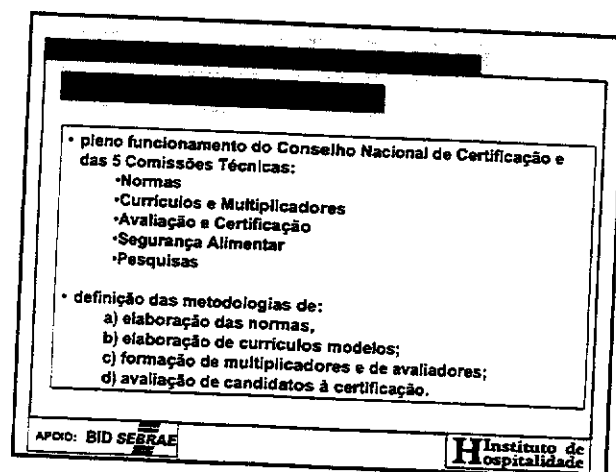 • pleno funcionamento do Conselho Nacional de Certificação e
das 5 Comissões Técnicas:
•Normas
•Currículos e Multiplicadores
•Avaliação e Certificação
•Segurança Alimentar
•Pesquisas
• definição das metodologias de:
a) elaboração das normas,
b) elaboração de currículos modelos;
c) formação de multiplicadores e de avaliadores;
d) avaliação de candidatos à certificação.
APOIO: BID SEBRAE
Instituto de
Hospitalidade